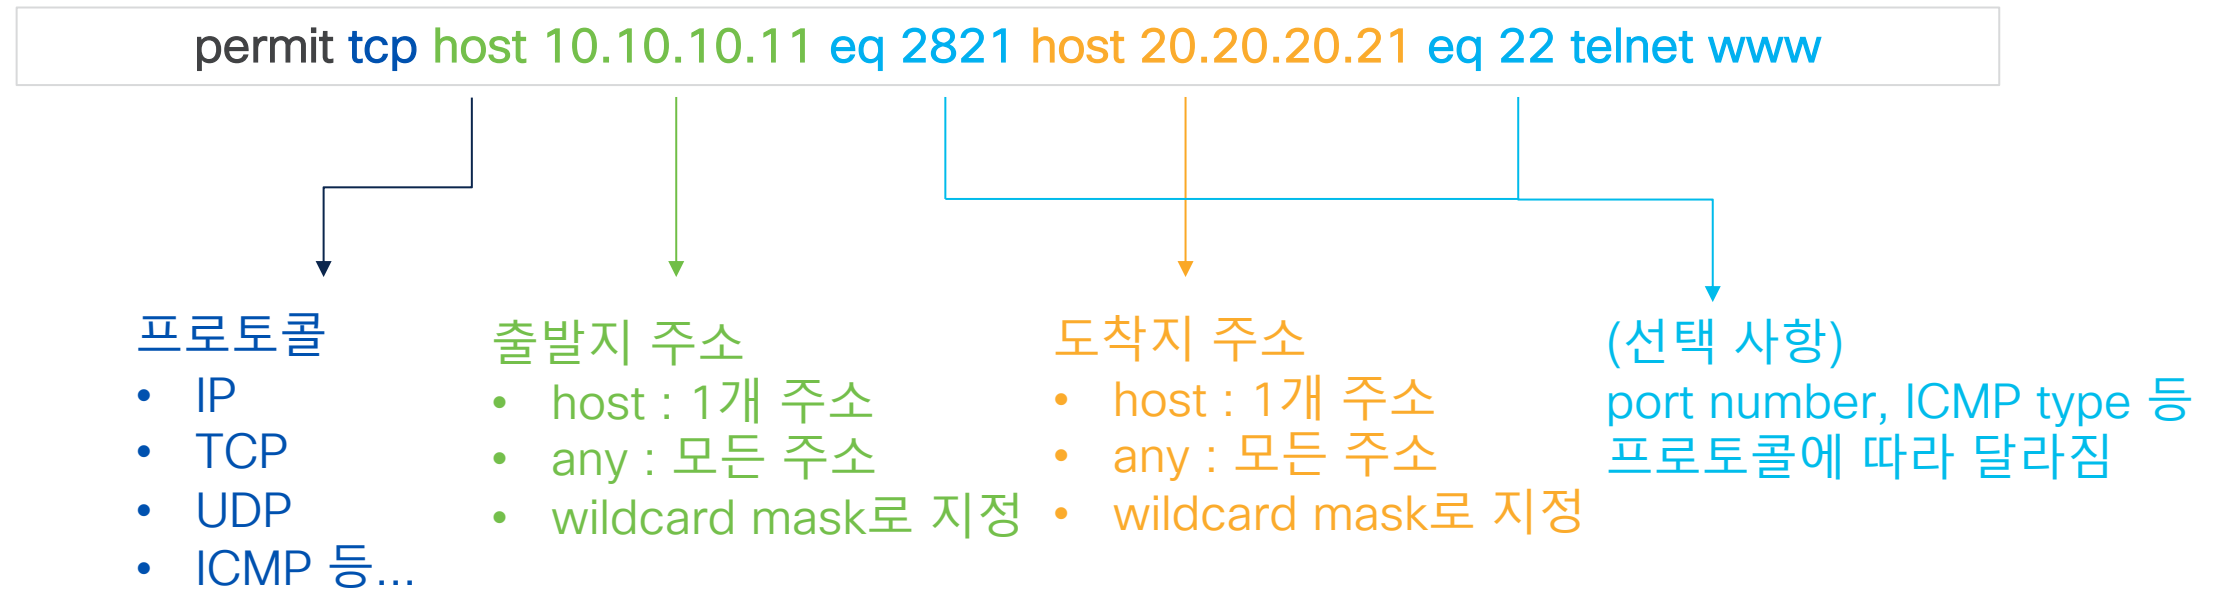 permit tcp host 10.10.10.11 eq 2821 host 20.20.20.21 eq 22 telnet www
프로토콜
• IP
• TCP
• UDP
• ICMP 등...
출발지 주소
• host : 1개 주소
• any : 모든 주소
• wildcard mask로 지정
도착지 주소
• host : 1개 주소
• any : 모든 주소
• wildcard mask로 지정
(선택 사항)
port number, ICMP type 등
프로토콜에 따라 달라짐